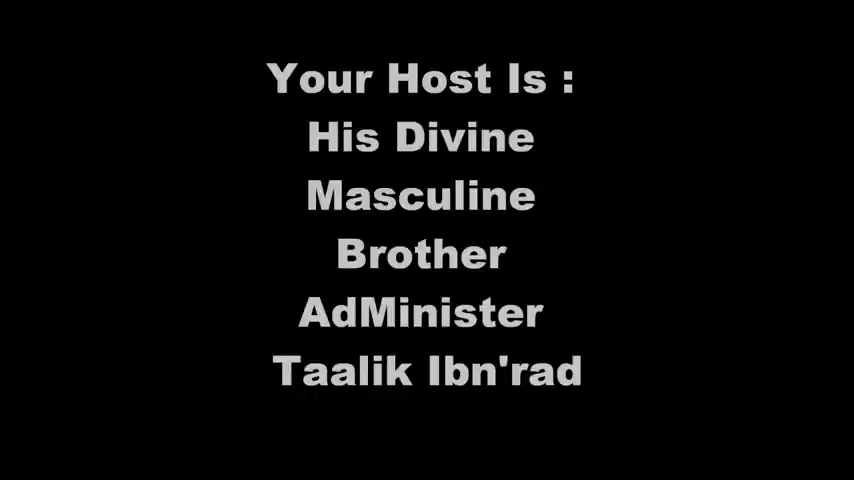 Your Host Is :
His Divine
Masculine
Brother
AdMinister
Taalik Ibn'rad